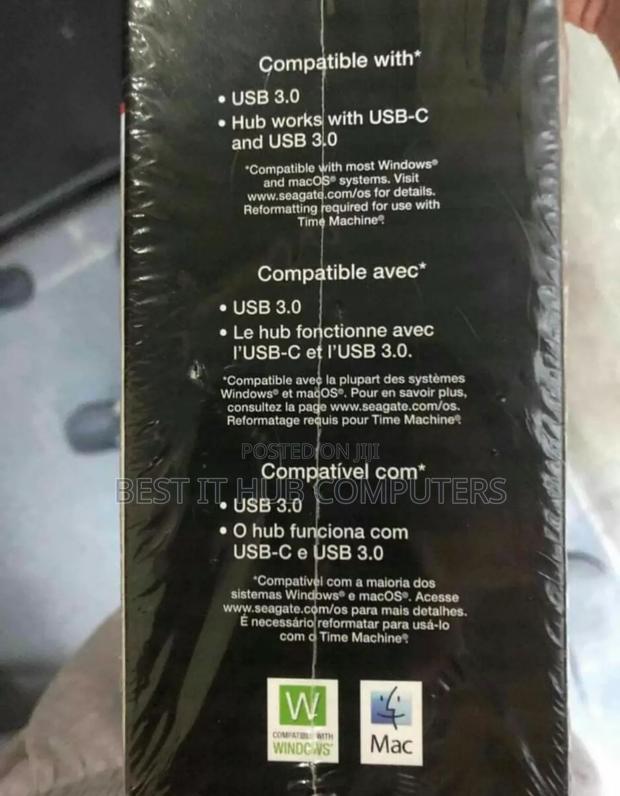 Compatible with*
• USB 3.0
• Hub works with USB-C
and USB 3.0
*Compatible with most Windows®
and macOS® systems. Visit
www.seagate.com/os for details.
Reformatting required for use with
Time Machine®.
Compatible avec*
• USB 3.0
• Le hub fonctionne avec
l'USB-C et l'USB 3.0.
*Compatible avec la plupart des systèmes
Windows® et macOS®. Pour en savoir plus,
consultez la page www.seagate.com/os.
Reformatage requis pour Time Machine®.
POSTED ON JIJI
Compatível com*
BEST IT HUB COMPUTERS
• USB 3.0
• O hub funciona com
USB-C e USB 3.0
*Compatível com a maioria dos
sistemas Windows® e macOS®. Acesse
www.seagate.com/os para mais detalhes.
É necessário reformatar para usá-lo
com o Time Machine®.
W
COMPATIBLE WITH
WINDOWS®
Mac